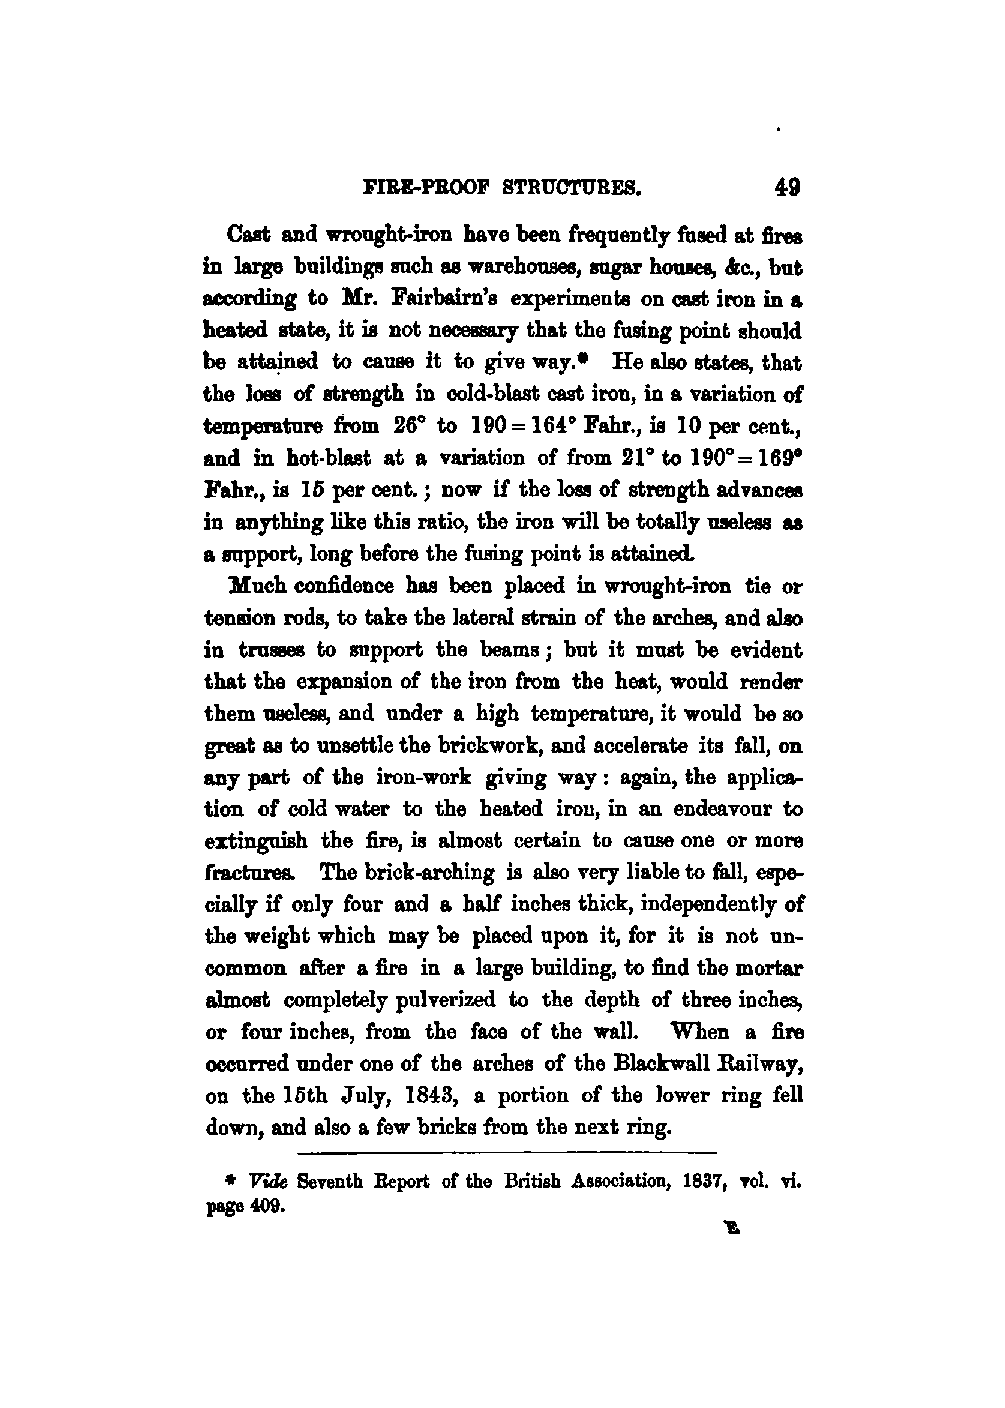 FIRE-PROOF STRUCTURES. 49
Cast and wrought-iron have been frequently fused at fires
in large buildings such as warehouses, sugar houses, &c., but
according to Mr. Fairbairn's experiments on cast iron in a
heated state, it is not necessary that the fusing point should
be attained to cause it to give way.* He also states, that
the loss of strength in cold-blast cast iron, in a variation of
temperature from 26° to 190 = 164° Fahr., is 10 per cent.,
and in hot-blast at a variation of from 21° to 190° = 169°
Fahr., is 15 per cent. ; now if the loss of strength advances
in anything like this ratio, the iron will be totally useless as
a support, long before the fusing point is attained.
Much confidence has been placed in wrought-iron tie or
tension rods, to take the lateral strain of the arches, and also
in trusses to support the beams ; but it must be evident
that the expansion of the iron from the heat, would render
them useless, and under a high temperature, it would be so
great as to unsettle the brickwork, and accelerate its fall, on
any part of the iron-work giving way : again, the applica-
tion of cold water to the heated iron, in an endeavour to
extinguish the fire, is almost certain to cause one or more
fractures. The brick-arching is also very liable to fall, espe-
cially if only four and a half inches thick, independently of
the weight which may be placed upon it, for it is not un-
common after a fire in a large building, to find the mortar
almost completely pulverized to the depth of three inches,
or four inches, from the face of the wall. When a fire
occurred under one of the arches of the Blackwall Railway,
on the 15th July, 1843, a portion of the lower ring fell
down, and also a few bricks from the next ring.
* Vide Seventh Report of the British Association, 1837, vol. vi.
page 409.
E